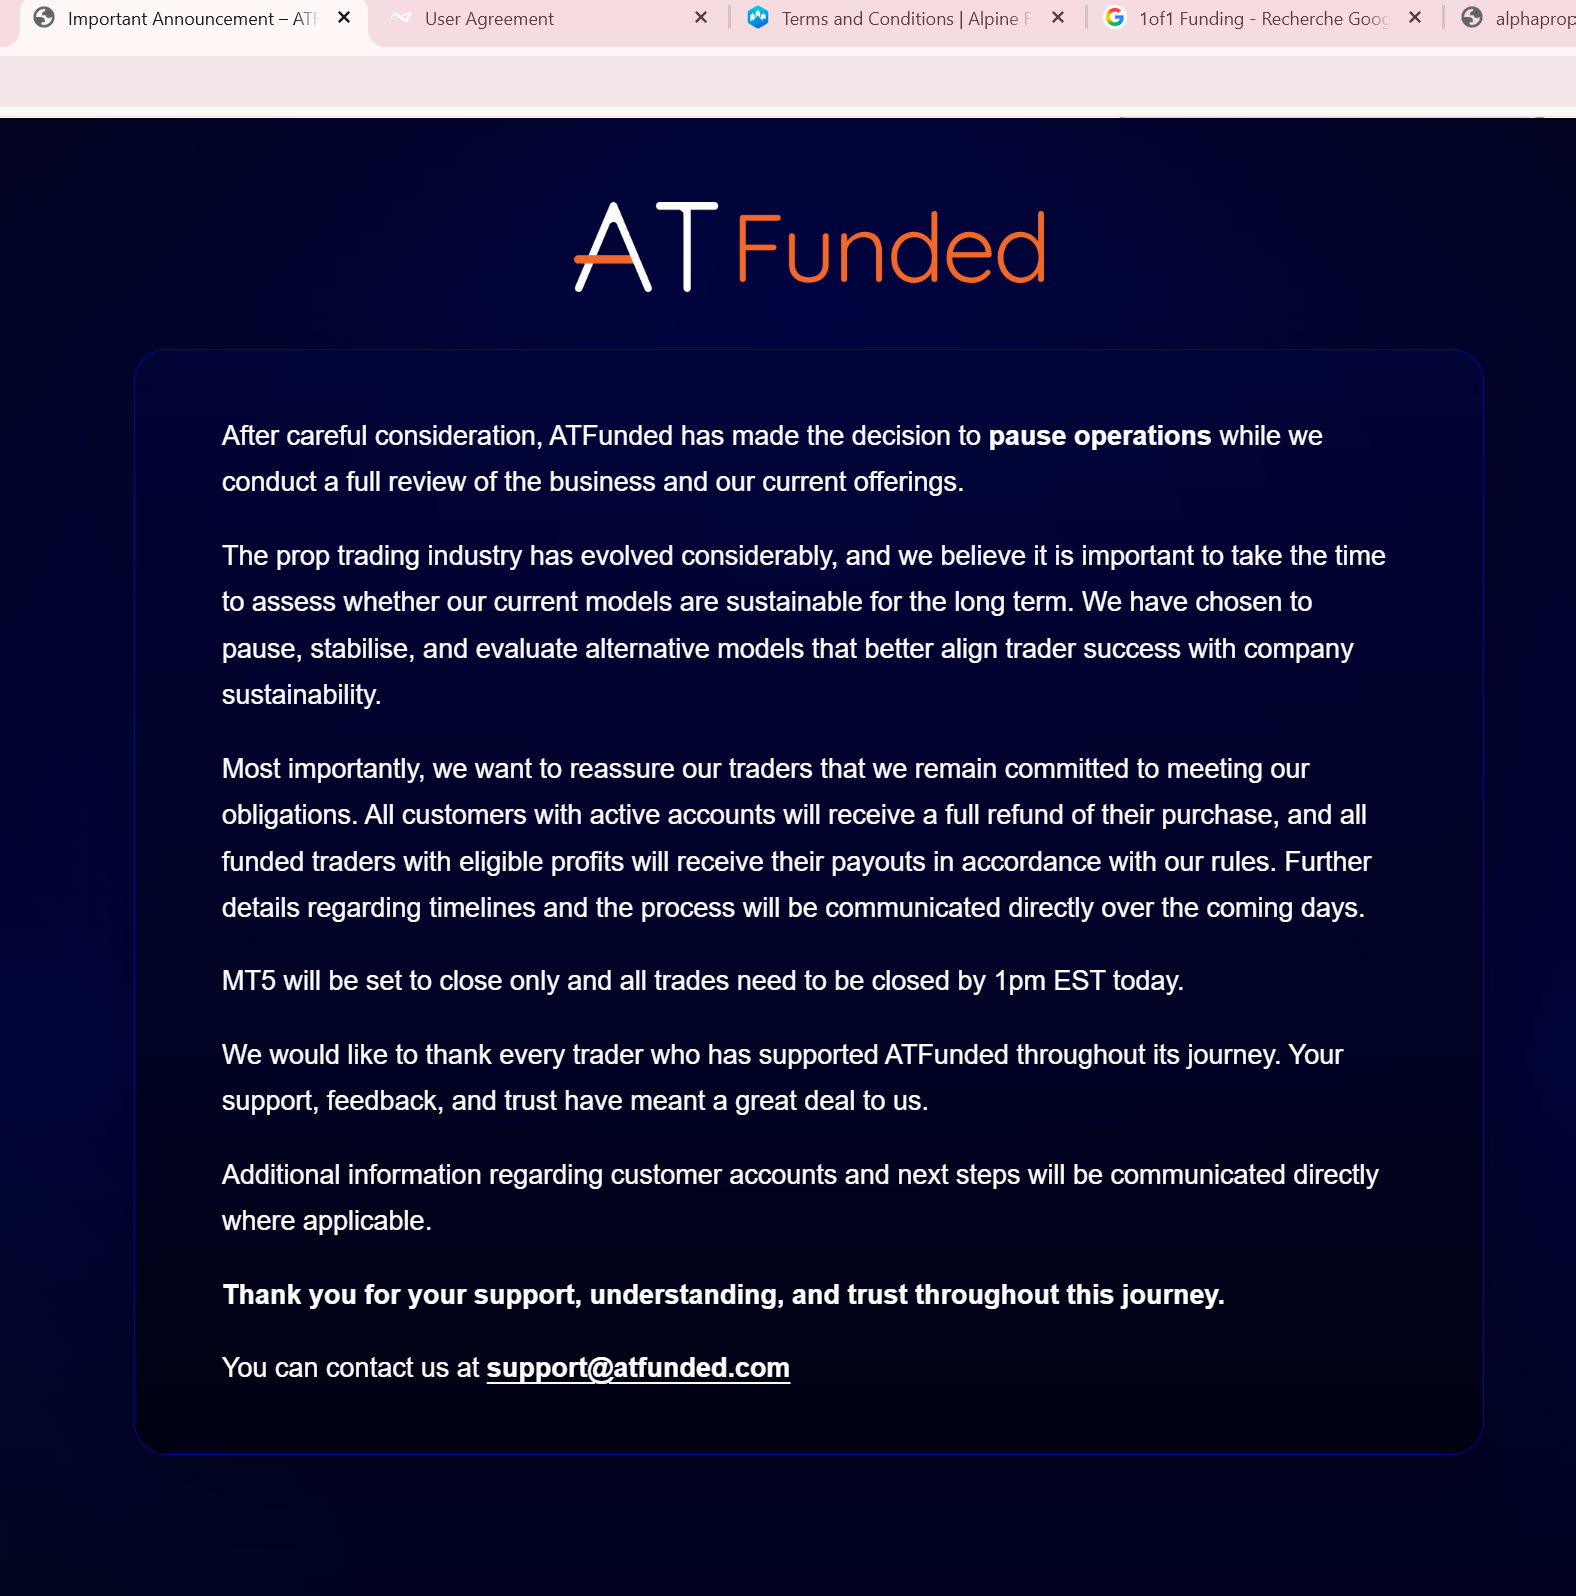 Important Announcement – ATF
User Agreement
Terms and Conditions | Alpine F
1of1 Funding - Recherche Goog
alphaprop
AT Funded
After careful consideration, ATFunded has made the decision to pause operations while we
conduct a full review of the business and our current offerings.
The prop trading industry has evolved considerably, and we believe it is important to take the time
to assess whether our current models are sustainable for the long term. We have chosen to
pause, stabilise, and evaluate alternative models that better align trader success with company
sustainability.
Most importantly, we want to reassure our traders that we remain committed to meeting our
obligations. All customers with active accounts will receive a full refund of their purchase, and all
funded traders with eligible profits will receive their payouts in accordance with our rules. Further
details regarding timelines and the process will be communicated directly over the coming days.
MT5 will be set to close only and all trades need to be closed by 1pm EST today.
We would like to thank every trader who has supported ATFunded throughout its journey. Your
support, feedback, and trust have meant a great deal to us.
Additional information regarding customer accounts and next steps will be communicated directly
where applicable.
Thank you for your support, understanding, and trust throughout this journey.
You can contact us at support@atfunded.com